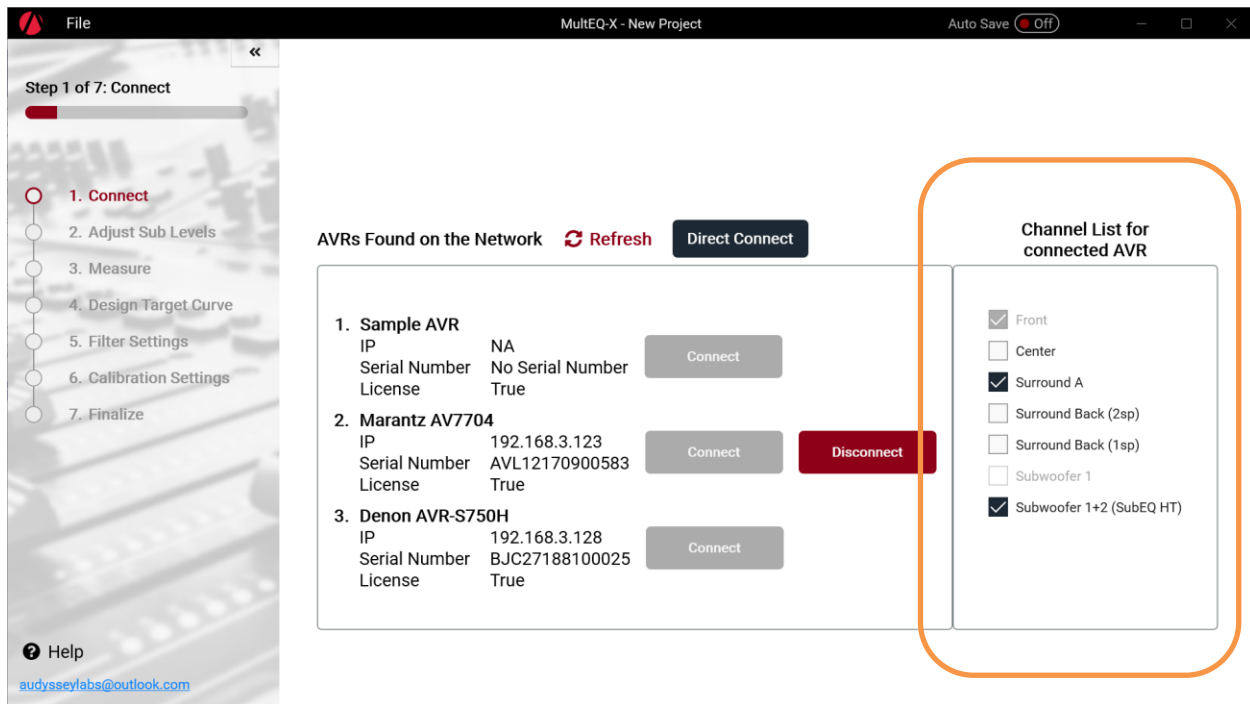 File
MultEQ-X - New Project
Auto Save Off
«
Step 1 of 7: Connect
1. Connect
2. Adjust Sub Levels
3. Measure
4. Design Target Curve
5. Filter Settings
6. Calibration Settings
7. Finalize
Help
audysseylabs@outlook.com
AVRs Found on the Network Refresh Direct Connect
1. Sample AVR
IP NA
Serial Number No Serial Number
License True
Connect
2. Marantz AV7704
IP 192.168.3.123
Serial Number AVL12170900583
License True
Connect Disconnect
3. Denon AVR-S750H
IP 192.168.3.128
Serial Number BJC27188100025
License True
Connect
Channel List for
connected AVR
Front
Center
Surround A
Surround Back (2sp)
Surround Back (1sp)
Subwoofer 1
Subwoofer 1+2 (SubEQ HT)